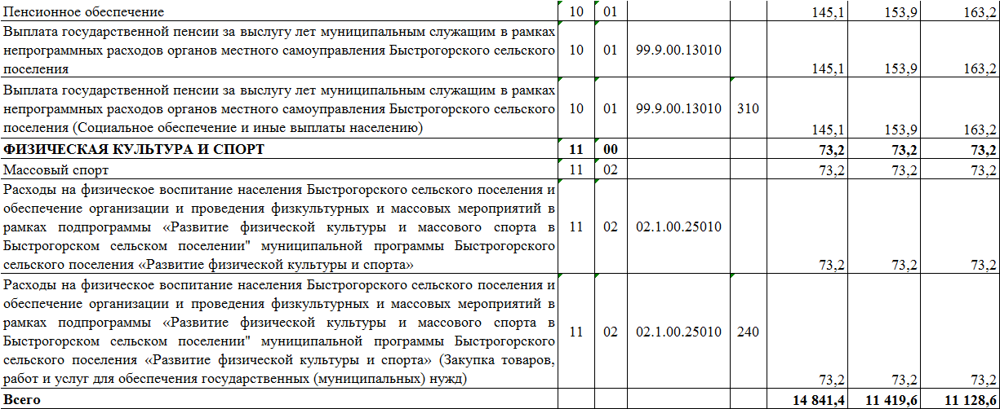 Пенсионное обеспечение 10 01 145,1 153,9 163,2
Выплата государственной пенсии за выслугу лет муниципальным служащим в рамках
непрограммных расходов органов местного самоуправления Быстрогорского сельского 10 01 99.9.00.13010
поселения 145,1 153,9 163,2
Выплата государственной пенсии за выслугу лет муниципальным служащим в рамках
непрограммных расходов органов местного самоуправления Быстрогорского сельского 10 01 99.9.00.13010 310
поселения (Социальное обеспечение и иные выплаты населению) 145,1 153,9 163,2
ФИЗИЧЕСКАЯ КУЛЬТУРА И СПОРТ 11 00 73,2 73,2 73,2
Массовый спорт 11 02 73,2 73,2 73,2
Расходы на физическое воспитание населения Быстрогорского сельского поселения и
обеспечение организации и проведения физкультурных и массовых мероприятий в
рамках подпрограммы «Развитие физической культуры и массового спорта в 11 02 02.1.00.25010
Быстрогорском сельском поселении" муниципальной программы Быстрогорского
сельского поселения «Развитие физической культуры и спорта» 73,2 73,2 73,2
Расходы на физическое воспитание населения Быстрогорского сельского поселения и
обеспечение организации и проведения физкультурных и массовых мероприятий в
рамках подпрограммы «Развитие физической культуры и массового спорта в
Быстрогорском сельском поселении" муниципальной программы Быстрогорского 11 02 02.1.00.25010 240
сельского поселения «Развитие физической культуры и спорта» (Закупка товаров,
работ и услуг для обеспечения государственных (муниципальных) нужд) 73,2 73,2 73,2
Всего 14 841,4 11 419,6 11 128,6